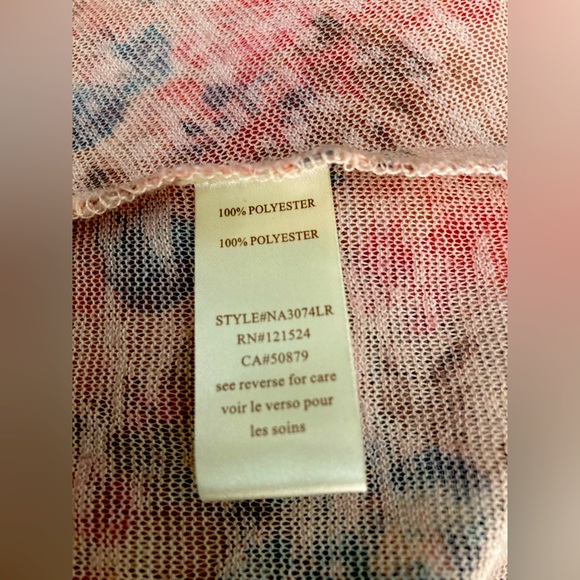 100% POLYESTER
100% POLYESTER
STYLE#NA3074LR
RN#121524
CA#50879
see reverse for care
voir le verso pour
les soins